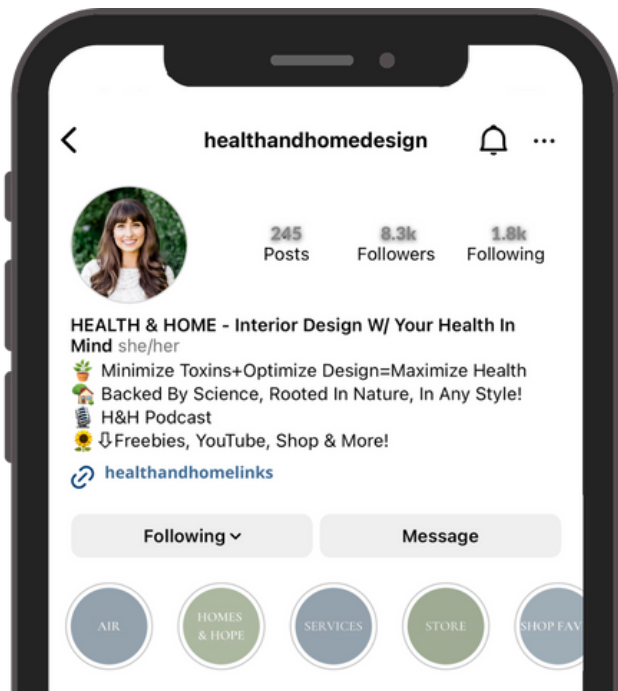 healthandhomedesign
245 8.3k 1.8k
Posts Followers Following
HEALTH & HOME - Interior Design W/ Your Health In
Mind she/her
Minimize Toxins+Optimize Design=Maximize Health
Backed By Science, Rooted In Nature, In Any Style!
H&H Podcast
Freebies, YouTube, Shop & More!
healthandhomelinks
Following Message
AIR HOMES & HOPE SERVICES STORE SHOP FAV